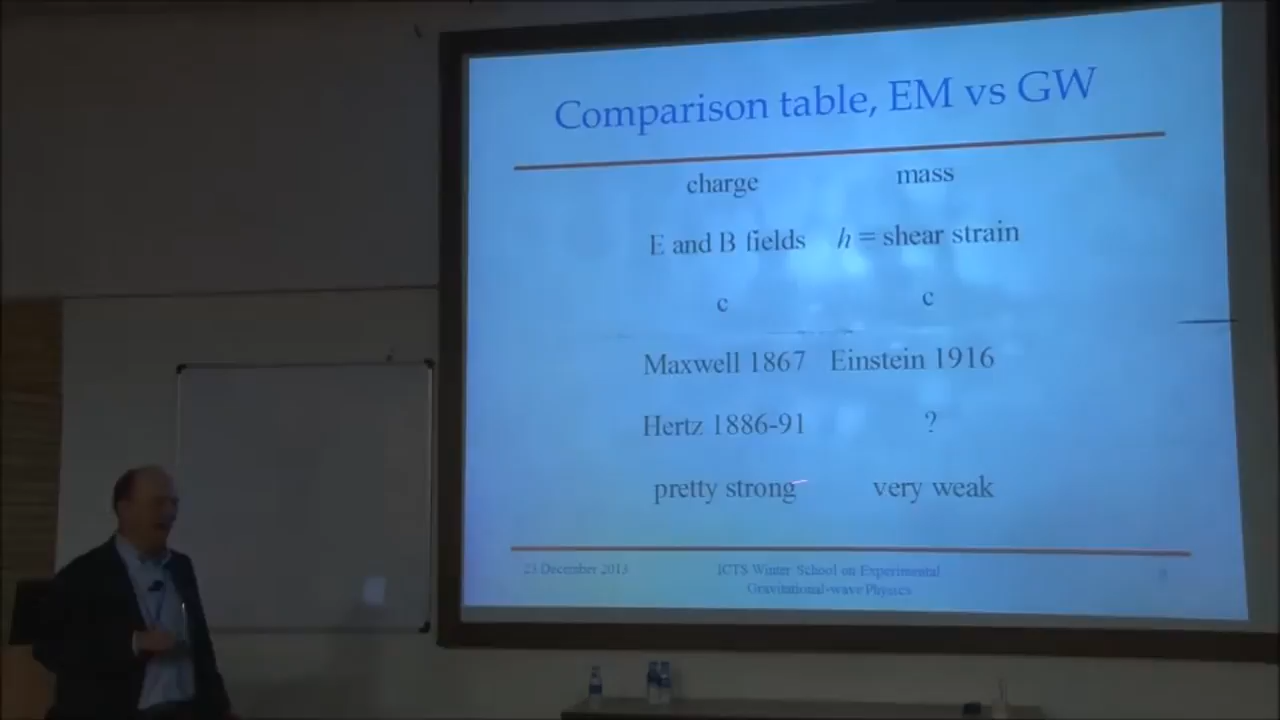 Comparison table, EM vs GW
charge mass
E and B fields h = shear strain
c c
Maxwell 1867 Einstein 1916
Hertz 1886-91 ?
pretty strong very weak
23 December 2013 ICTS Winter School on Experimental
Gravitational-wave Physics